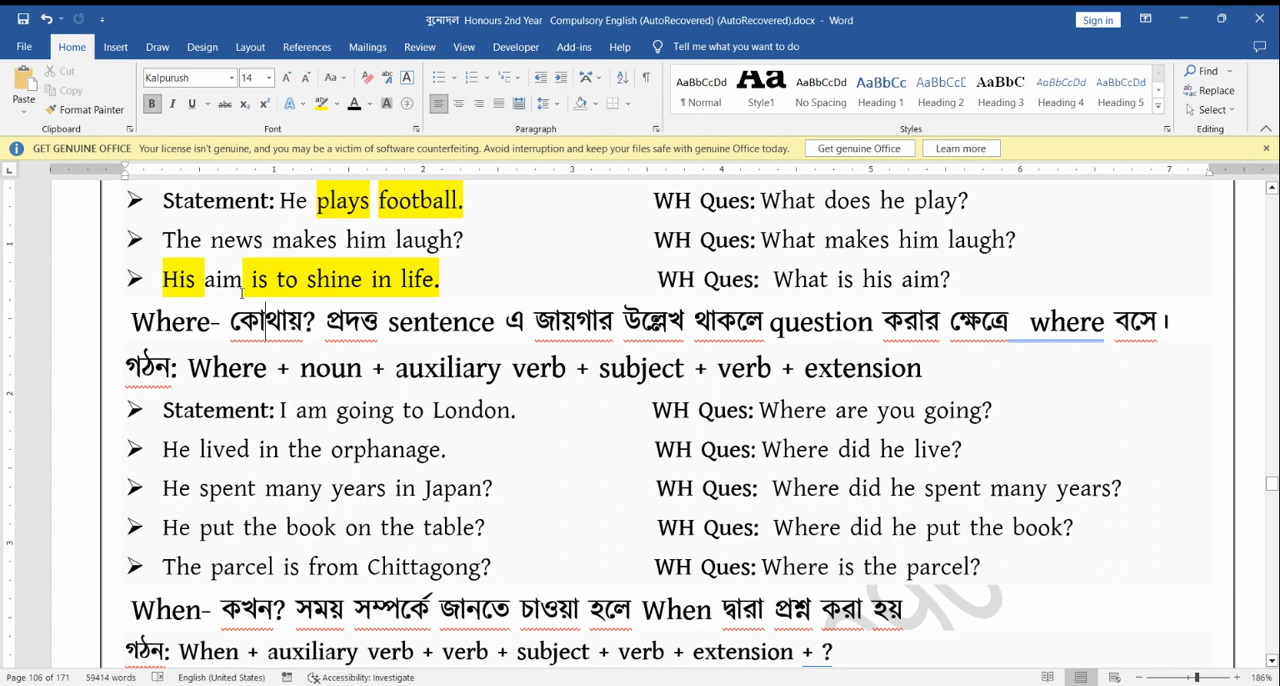 বুনোদল Honours 2nd Year Compulsory English (AutoRecovered) (AutoRecovered).docx - Word
Sign in
File Home Insert Draw Design Layout References Mailings Review View Developer Add-ins Help Tell me what you want to do
Paste
Cut
Copy
Format Painter
Kalpurush 14
AaBbCcDd AaBbCcDd AaBbCc AaBbCcD AaBbC AaBbCcDd AaBbCcDd
¶ Normal Style1 No Spacing Heading 1 Heading 2 Heading 3 Heading 4 Heading 5
Find
Replace
Select
Clipboard Font Paragraph Styles Editing
GET GENUINE OFFICE Your license isn't genuine, and you may be a victim of software counterfeiting. Avoid interruption and keep your files safe with genuine Office today. Get genuine Office Learn more
1 2 3 4 5 6 7
Statement: He plays football. WH Ques: What does he play?
The news makes him laugh? WH Ques: What makes him laugh?
His aim is to shine in life. WH Ques: What is his aim?
Where- কোথায়? প্রদত্ত sentence এ জায়গার উল্লেখ থাকলে question করার ক্ষেত্রে where বসে।
গঠন: Where + noun + auxiliary verb + subject + verb + extension
Statement: I am going to London. WH Ques: Where are you going?
He lived in the orphanage. WH Ques: Where did he live?
He spent many years in Japan? WH Ques: Where did he spent many years?
He put the book on the table? WH Ques: Where did he put the book?
The parcel is from Chittagong? WH Ques: Where is the parcel?
When- কখন? সময় সম্পর্কে জানতে চাওয়া হলে When দ্বারা প্রশ্ন করা হয়
গঠন: When + auxiliary verb + verb + subject + verb + extension + ?
Page 106 of 171 59414 words English (United States) Accessibility: Investigate 186%